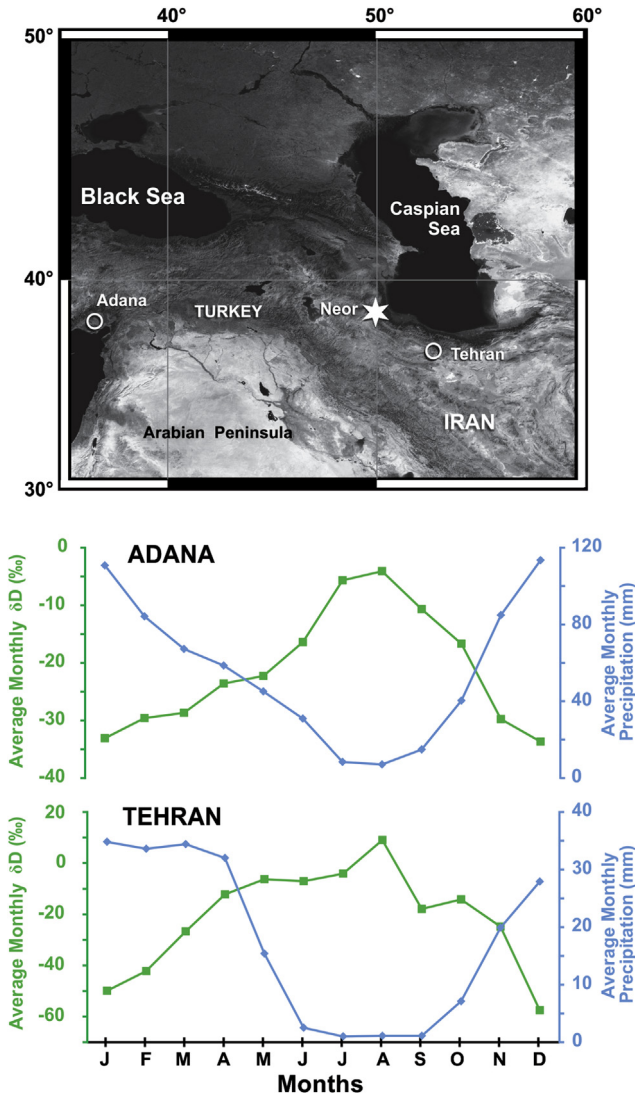 40° 50° 60°
50°
Black Sea
Caspian
Sea
40°
Adana
TURKEY
Neor
Tehran
IRAN
Arabian Peninsula
30°
ADANA
Average Monthly δD (‰)
0
-10
-20
-30
-40
120
80
40
0
Average Monthly
Precipitation (mm)
TEHRAN
Average Monthly δD (‰)
20
0
-20
-40
-60
40
30
20
10
0
Average Monthly
Precipitation (mm)
J F M A M J J A S O N D
Months